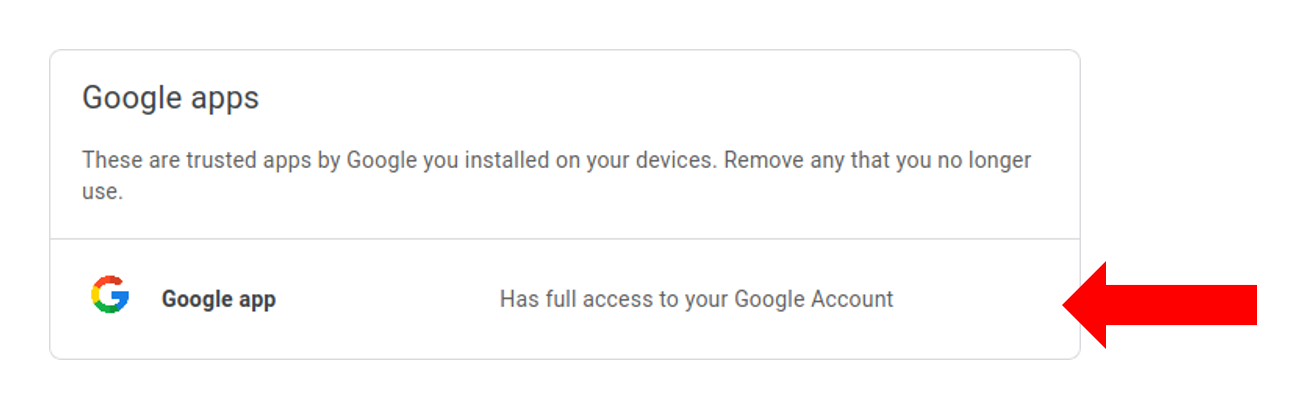 Google apps
These are trusted apps by Google you installed on your devices. Remove any that you no longer
use.
Google app Has full access to your Google Account